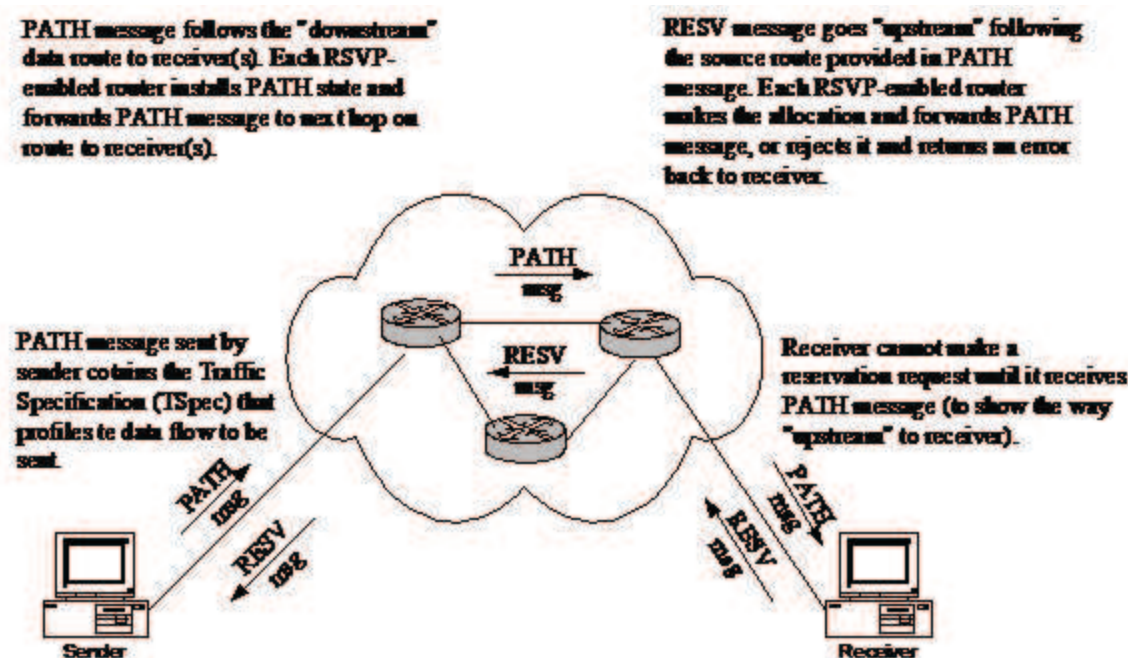 PATH message follows the "downstream"
data route to receiver(s). Each RSVP-
enabled router installs PATH state and
forwards PATH message to next hop on
route to receiver(s).
RESV message goes "upstream" following
the source route provided in PATH
message. Each RSVP-enabled router
makes the allocation and forwards PATH
message, or rejects it and returns an error
back to receiver.
PATH
msg
RESV
msg
PATH message sent by
sender cotains the Traffic
Specification (TSpec) that
profiles te data flow to be
sent.
Receiver cannot make a
reservation request until it receives
PATH message (to show the way
"upstream" to receiver).
PATH
msg
RESV
msg
PATH
msg
RESV
msg
Sender
Receiver